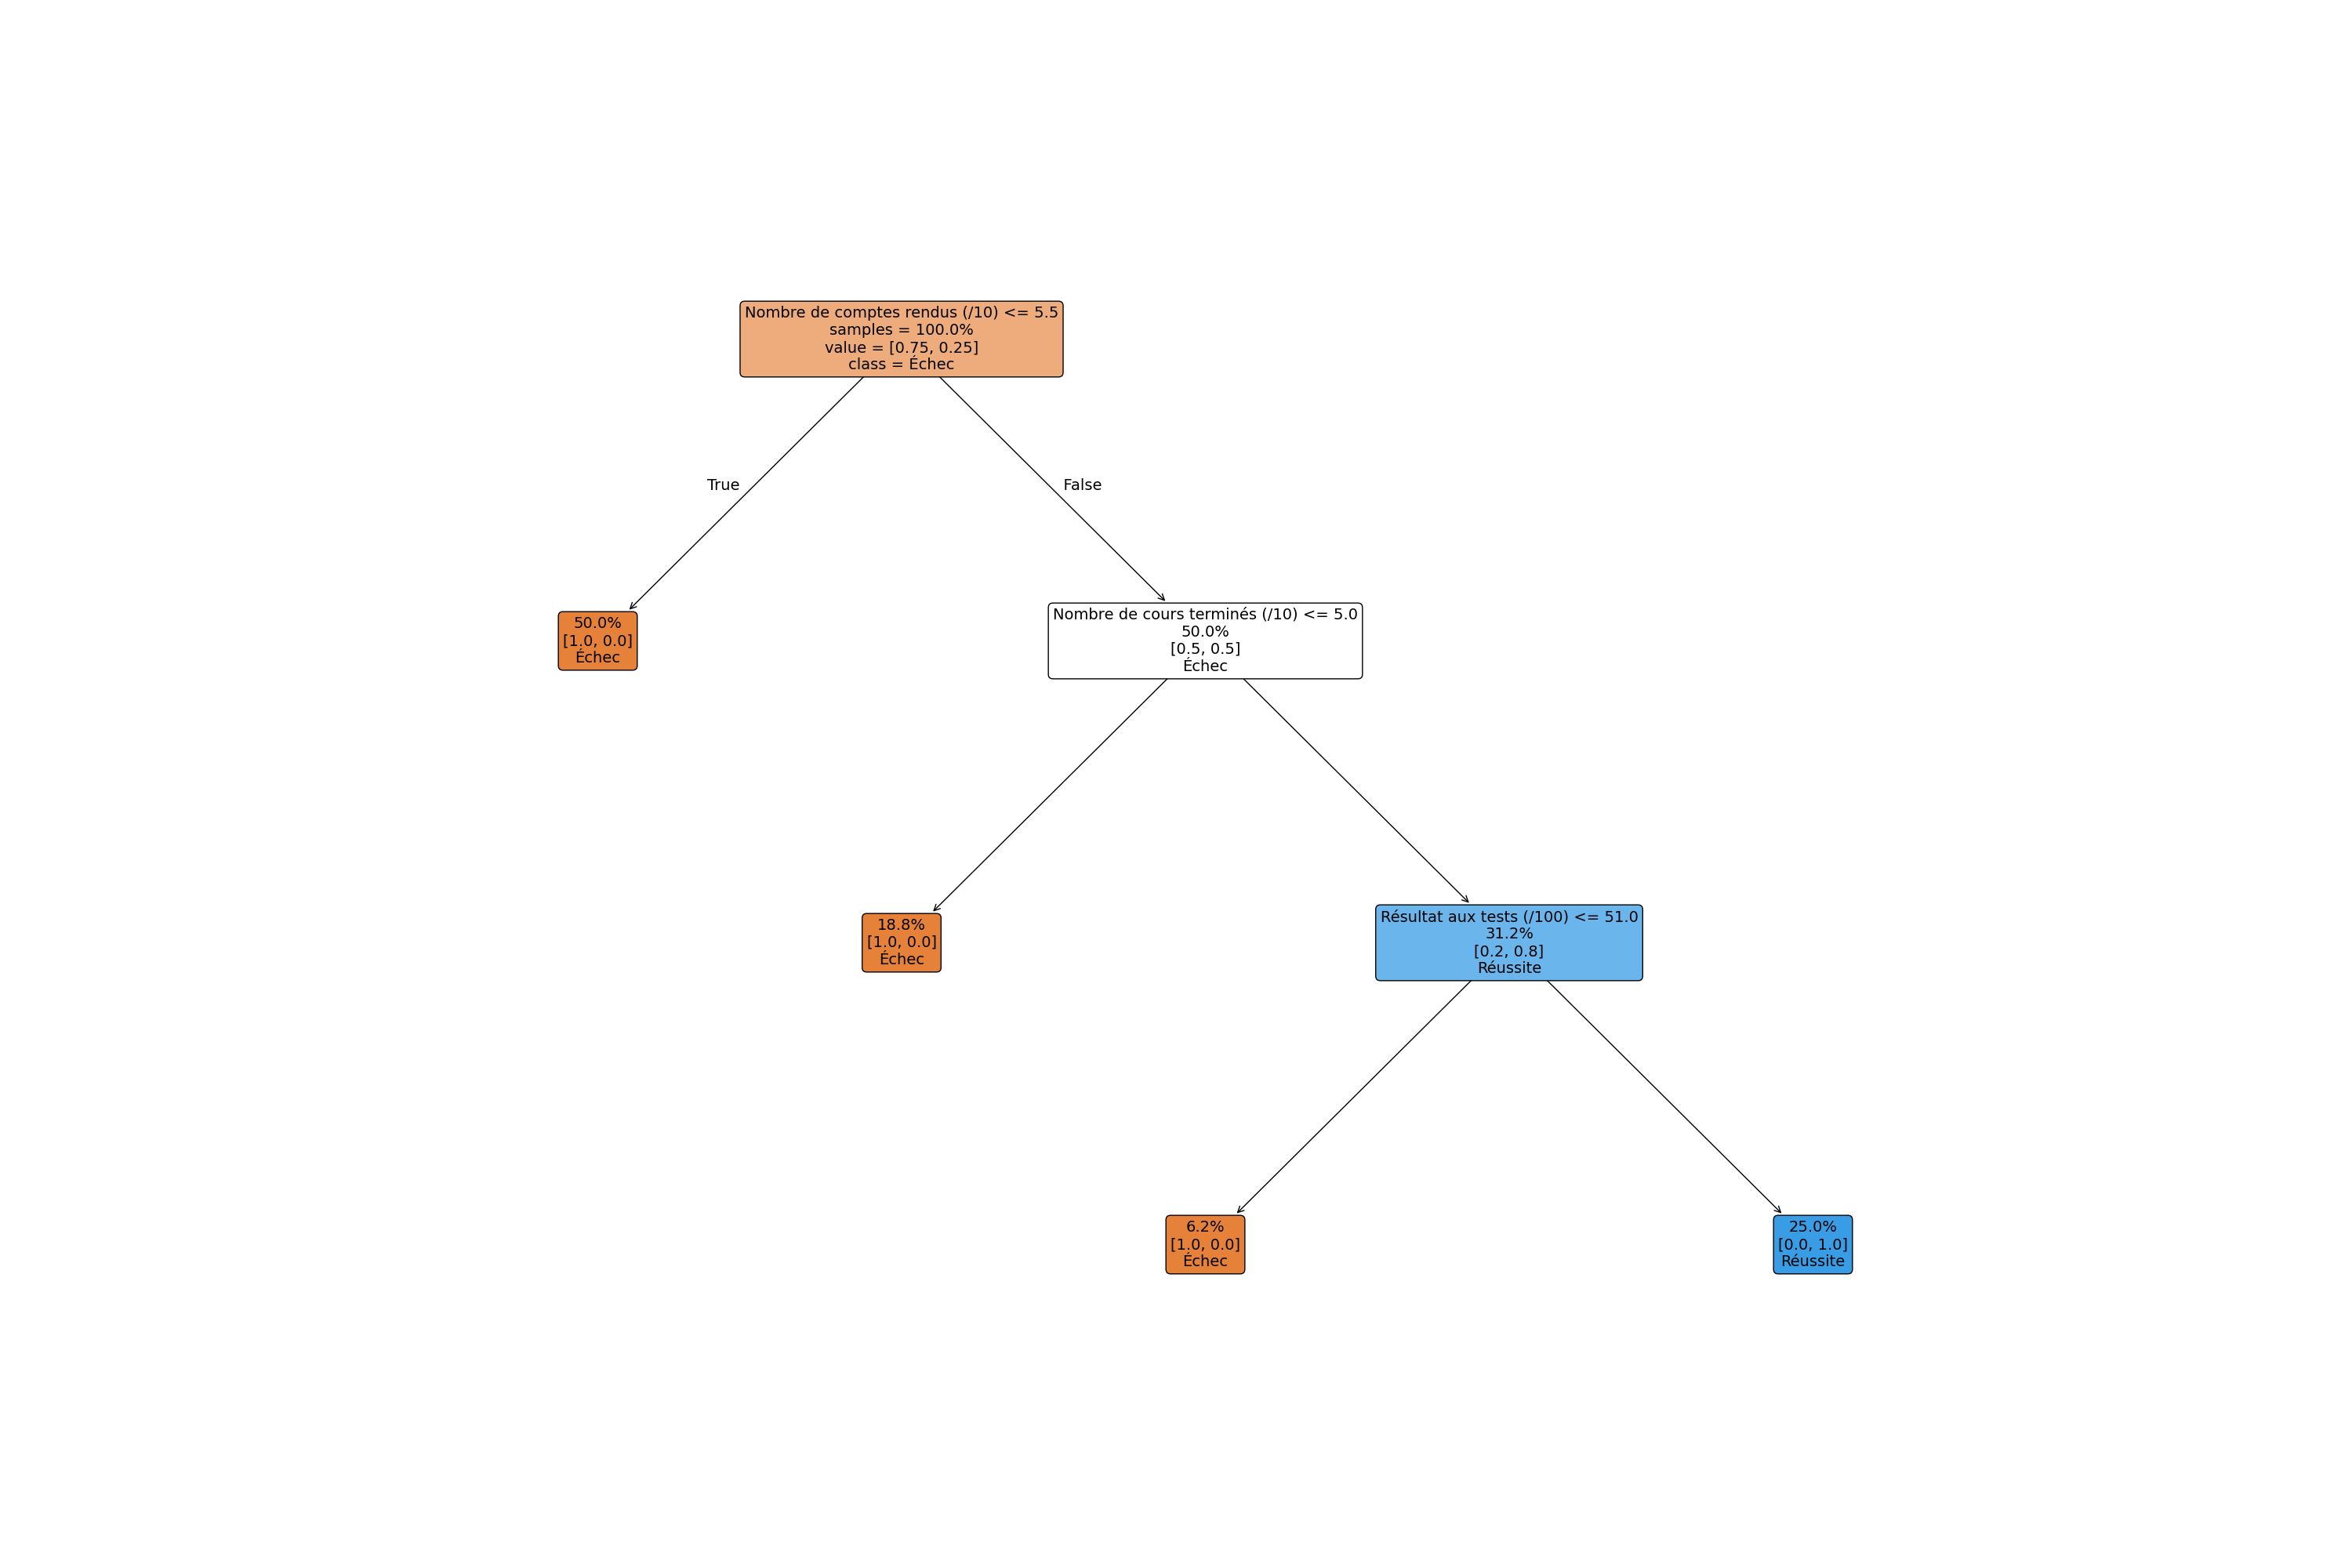 Nombre de comptes rendus (/10) <= 5.5
samples = 100.0%
value = [0.75, 0.25]
class = Échec
True
False
50.0%
[1.0, 0.0]
Échec
Nombre de cours terminés (/10) <= 5.0
50.0%
[0.5, 0.5]
Échec
18.8%
[1.0, 0.0]
Échec
Résultat aux tests (/100) <= 51.0
31.2%
[0.2, 0.8]
Réussite
6.2%
[1.0, 0.0]
Échec
25.0%
[0.0, 1.0]
Réussite